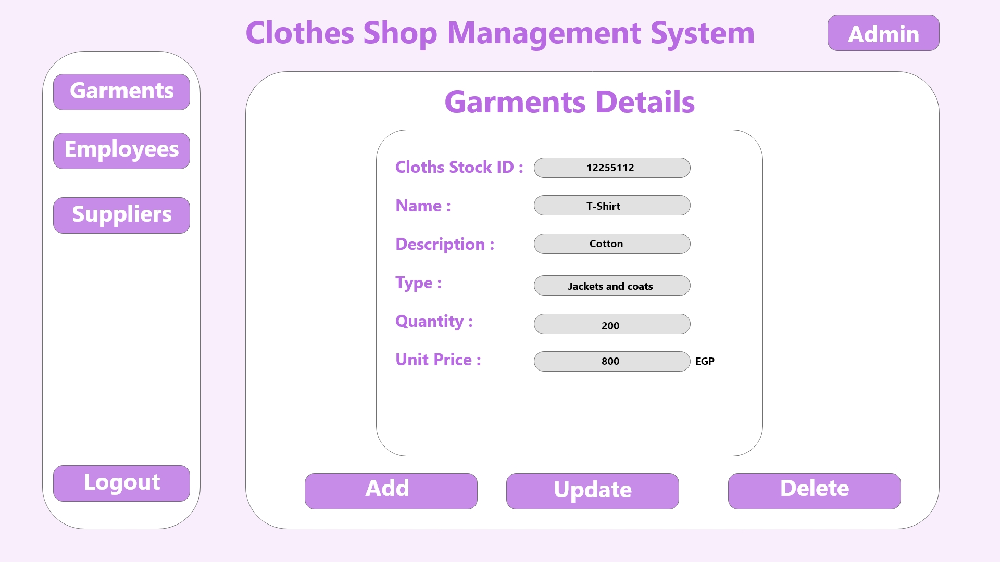 Clothes Shop Management System
Admin
Garments
Employees
Suppliers
Logout
Garments Details
Cloths Stock ID : 12255112
Name : T-Shirt
Description : Cotton
Type : Jackets and coats
Quantity : 200
Unit Price : 800 EGP
Add Update Delete